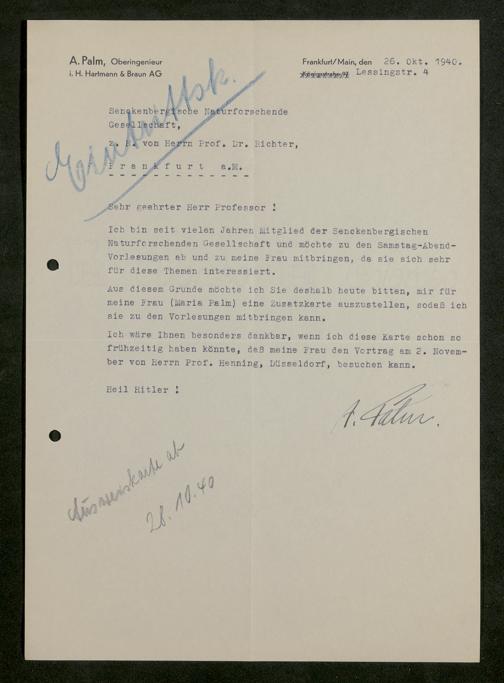 A. Palm, Oberingenieur
i. H. Hartmann & Braun AG
Frankfurt/Main, den 26. Okt. 1940.
Lessingstr. 4
Eintrittsk.
Senckenbergische Naturforschende
Gesellschaft,
z. H. von Herrn Prof. Dr. Richter,
F r a n k f u r t a.M.
Sehr geehrter Herr Professor !
Ich bin seit vielen Jahren Mitglied der Senckenbergischen
Naturforschenden Gesellschaft und möchte zu den Samstag-Abend-
Vorlesungen ab und zu meine Frau mitbringen, da sie sich sehr
für diese Themen interessiert.
Aus diesem Grunde möchte ich Sie deshalb heute bitten, mir für
meine Frau (Maria Palm) eine Zusatzkarte auszustellen, sodaß ich
sie zu den Vorlesungen mitbringen kann.
Ich wäre Ihnen besonders dankbar, wenn ich diese Karte schon so
frühzeitig haben könnte, daß meine Frau den Vortrag am 2. Novem-
ber von Herrn Prof. Henning, Düsseldorf, besuchen kann.
Heil Hitler !
A. Palm.
Ausweiskarte ab
28.10.40